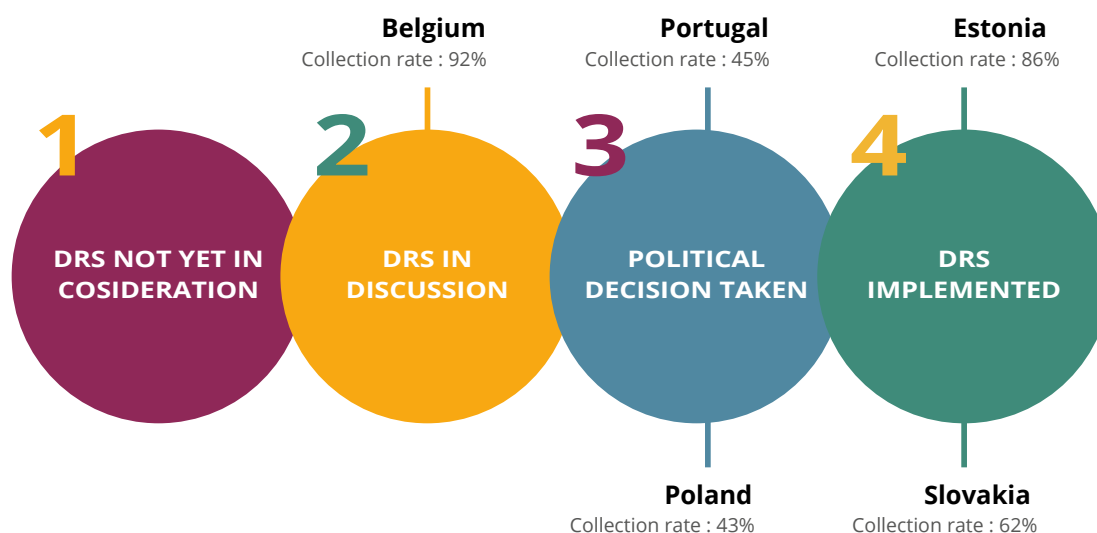 Belgium
Collection rate : 92%
Portugal
Collection rate : 45%
Estonia
Collection rate : 86%
1
DRS NOT YET IN
COSIDERATION
2
DRS IN
DISCUSSION
3
POLITICAL
DECISION TAKEN
4
DRS
IMPLEMENTED
Poland
Collection rate : 43%
Slovakia
Collection rate : 62%